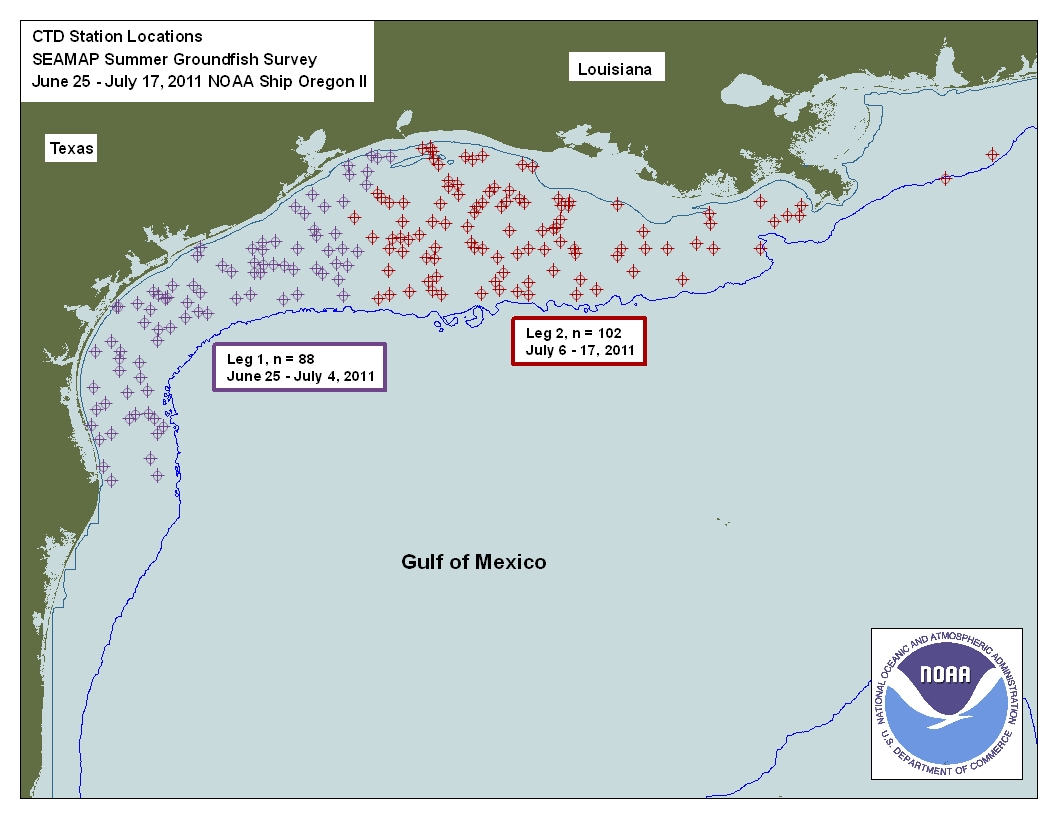 CTD Station Locations
SEAMAP Summer Groundfish Survey
June 25 - July 17, 2011 NOAA Ship Oregon II
Louisiana
Texas
Leg 2, n = 102
July 6 - 17, 2011
Leg 1, n = 88
June 25 - July 4, 2011
Gulf of Mexico
NATIONAL OCEANIC AND ATMOSPHERIC ADMINISTRATION
NOAA
U.S. DEPARTMENT OF COMMERCE